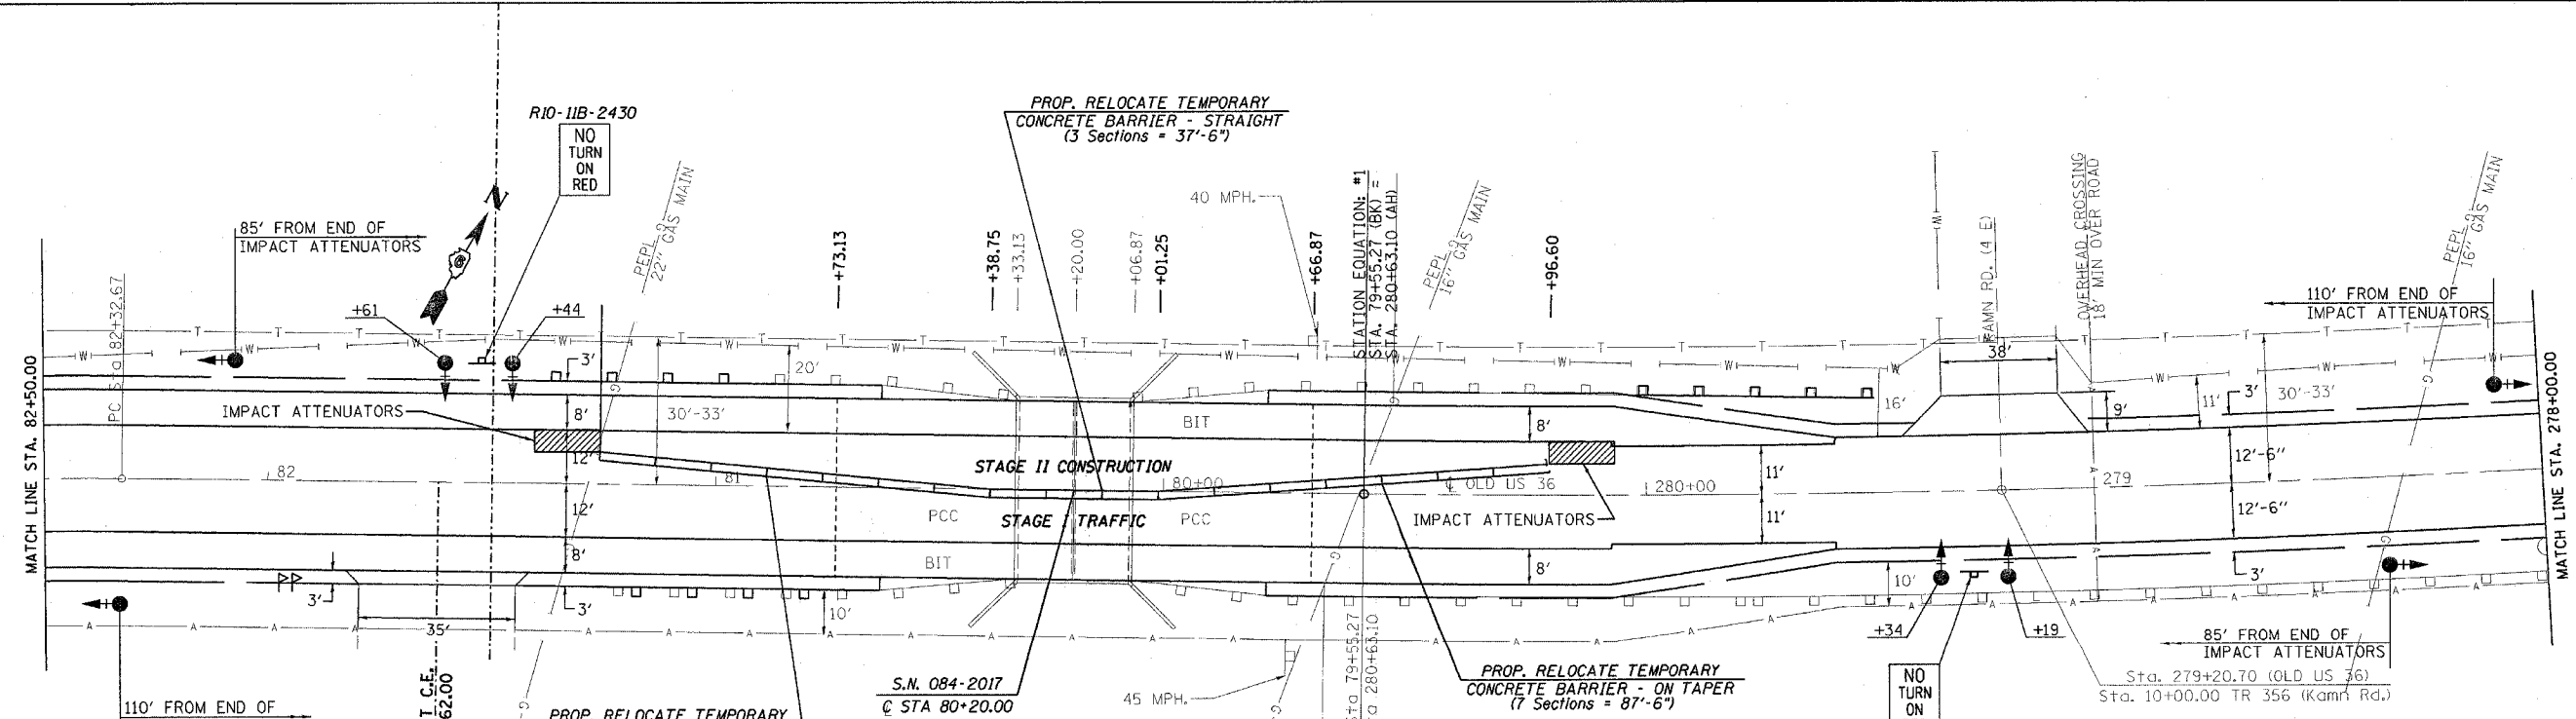 R10-11B-2430
NO
TURN
ON
RED
PROP. RELOCATE TEMPORARY
CONCRETE BARRIER - STRAIGHT
(3 Sections = 37'-6")
N
85' FROM END OF
IMPACT ATTENUATORS
PEPL
22" GAS MAIN
+73.13
+38.75
+33.13
+20.00
+06.87
+01.25
40 MPH.
+66.87
STATION EQUATION: #1
STA. 79+55.27 (BK) =
STA. 280+63.10 (AH)
PEPL
16" GAS MAIN
+96.60
KAMN RD. (4 E)
OVERHEAD CROSSING
18' MIN OVER ROAD
PEPL
16" GAS MAIN
110' FROM END OF
IMPACT ATTENUATORS
MATCH LINE STA. 82+50.00
PC Sta 82+32.67
+61
+44
3'
20'
38'
3'
30'-33'
11'
9'
16'
IMPACT ATTENUATORS
8'
30'-33'
BIT
8'
12'
STAGE II CONSTRUCTION
82
81
80+00
℄ OLD US 36
280+00
11'
279
12'-6"
12'
PCC
STAGE I TRAFFIC
PCC
IMPACT ATTENUATORS
11'
12'-6"
8'
BIT
8'
3'
3'
35'
10'
10'
3'
+34
+19
MATCH LINE STA. 278+00.00
85' FROM END OF
IMPACT ATTENUATORS
Sta. 279+20.70 (OLD US 36)
Sta. 10+00.00 TR 356 (Kamn Rd.)
NO
TURN
ON
PROP. RELOCATE TEMPORARY
CONCRETE BARRIER - ON TAPER
(7 Sections = 87'-6")
45 MPH.
Sta 79+55.27
Sta 280+63.10
S.N. 084-2017
℄ STA 80+20.00
PROP. RELOCATE TEMPORARY
T C.E.
62.00
110' FROM END OF